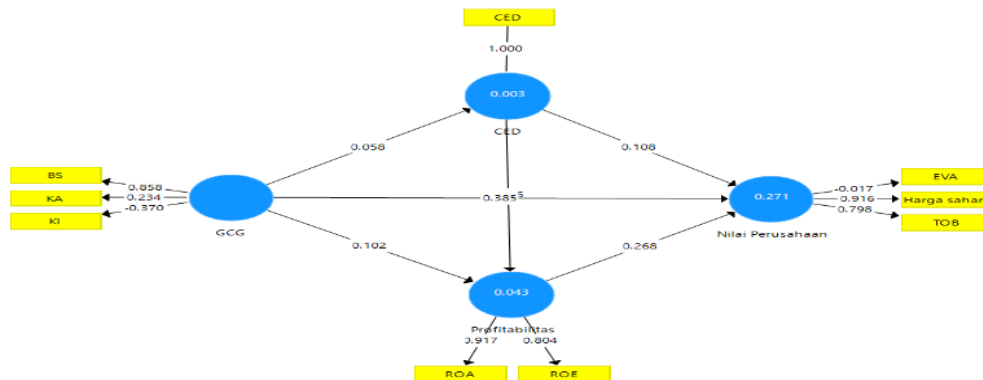 CED
1.000
0.003
CED
0.058
0.108
BS
KA
KI
0.858
0.234
-0.370
GCG
0.385
0.271
Nilai Perusahaan
-0.017
0.916
0.798
EVA
Harga sahar
TOB
0.102
0.268
0.043
Profitabilitas
0.917
0.804
ROA
ROE